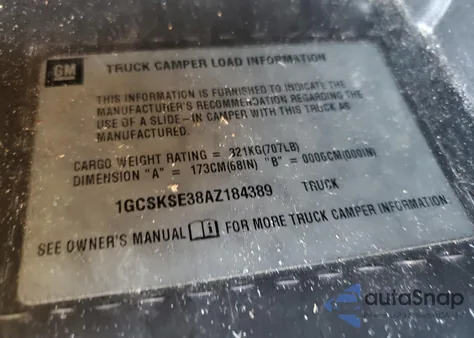 GM
TRUCK CAMPER LOAD INFORMATION
THIS INFORMATION IS FURNISHED TO INDICATE THE
MANUFACTURER'S RECOMMENDATION REGARDING THE
USE OF A SLIDE-IN CAMPER WITH THIS TRUCK AS
MANUFACTURED.
CARGO WEIGHT RATING = 321KG(707LB)
DIMENSION "A" = 173CM(68IN) "B" = 0006CM(000IN)
1GCSKSE38AZ184389 TRUCK
SEE OWNER'S MANUAL i FOR MORE TRUCK CAMPER INFORMATION
autoSnap